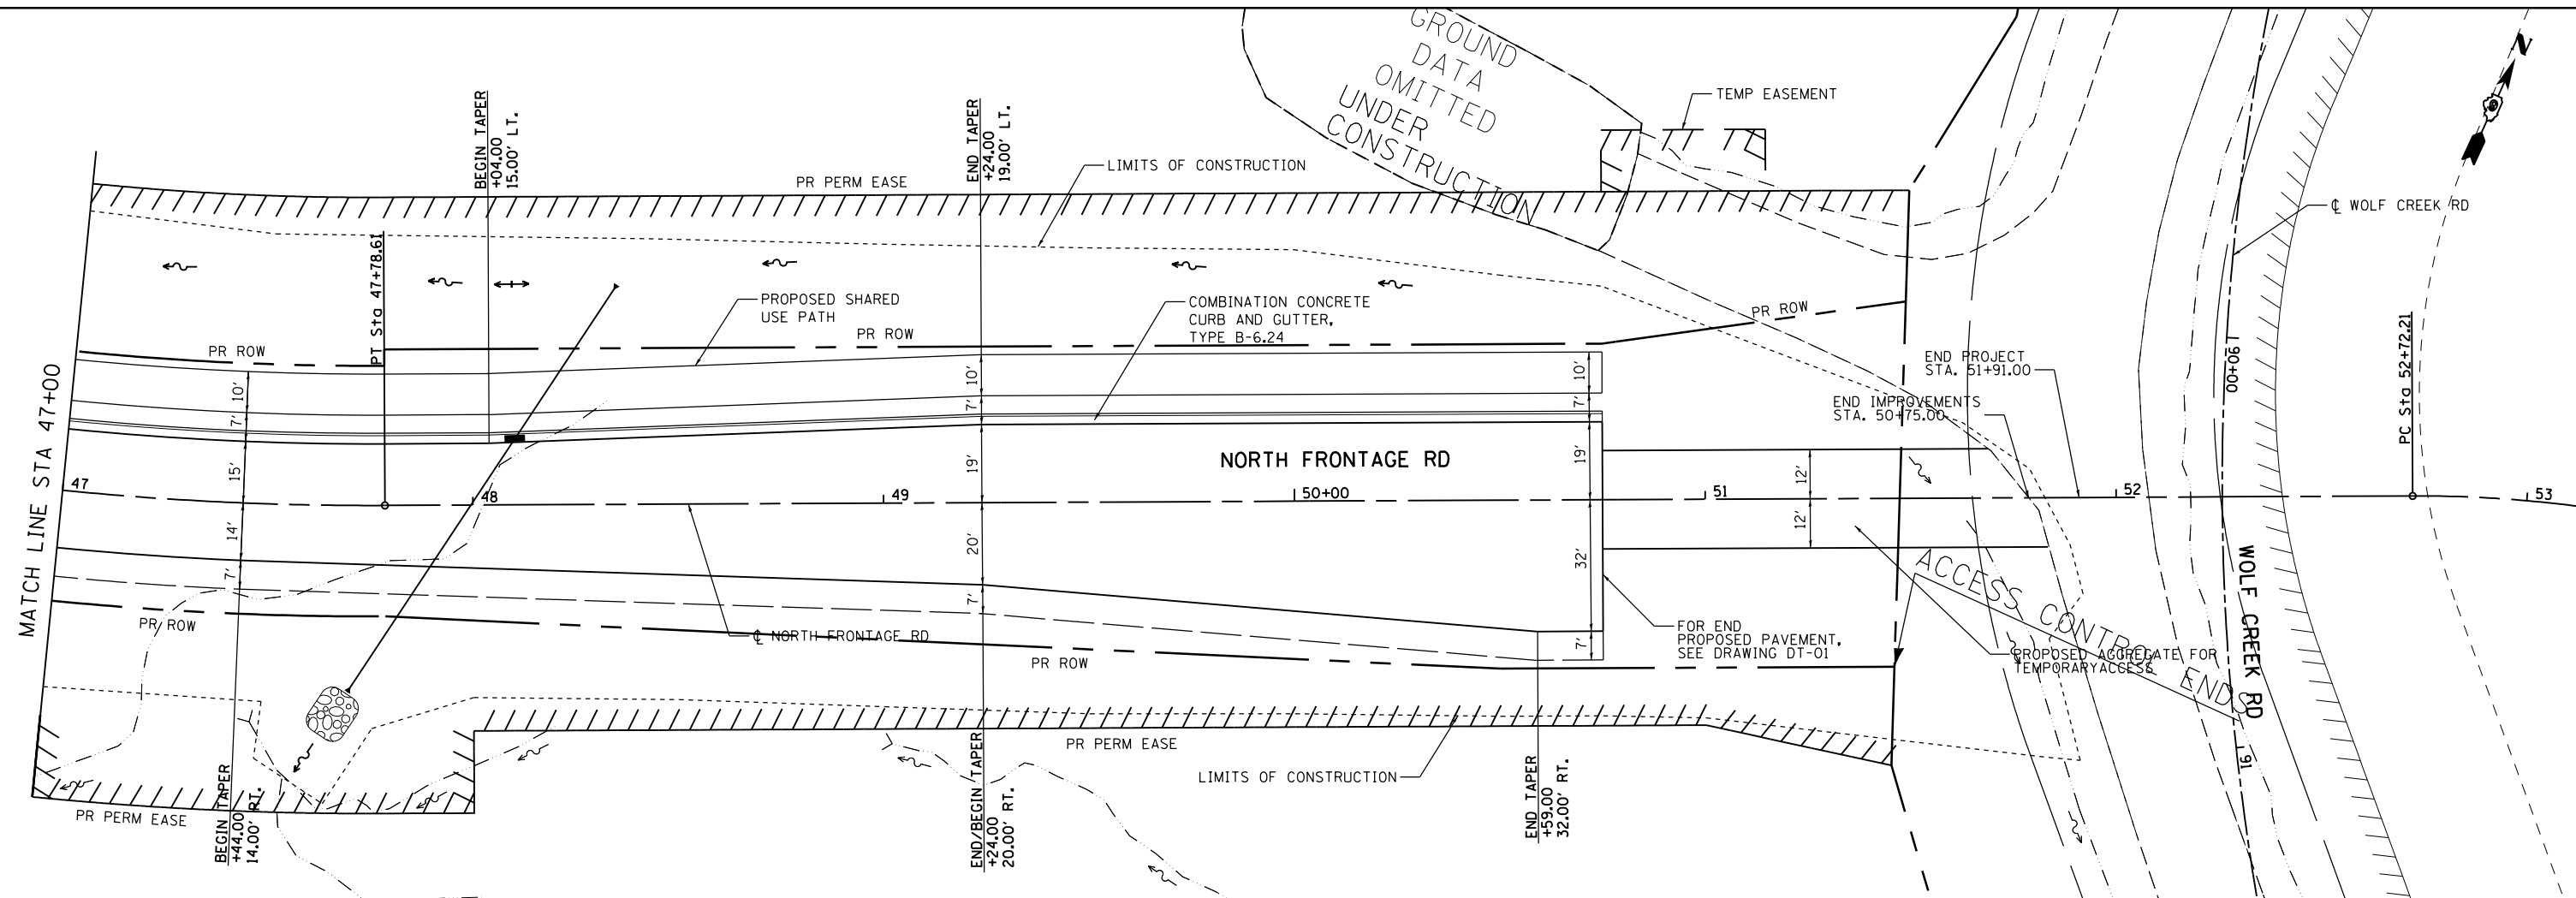 GROUND
DATA
OMITTED
UNDER
CONSTRUCTION
N
TEMP EASEMENT
BEGIN TAPER
+04.00
15.00' LT.
END TAPER
+24.00
19.00' LT.
LIMITS OF CONSTRUCTION
PR PERM EASE
℄ WOLF CREEK RD
PT Sta 47+78.61
PROPOSED SHARED
USE PATH
COMBINATION CONCRETE
CURB AND GUTTER,
TYPE B-6.24
PR ROW
PR ROW
PR ROW
END PROJECT
STA. 51+91.00
END IMPROVEMENTS
STA. 50+75.00
90+00
PC Sta 52+72.21
MATCH LINE STA 47+00
10'
7'
15'
14'
7'
10'
7'
19'
20'
7'
10'
7'
19'
32'
7'
12'
12'
NORTH FRONTAGE RD
47
48
49
50+00
51
52
53
PR ROW
℄ NORTH FRONTAGE RD
PR ROW
FOR END
PROPOSED PAVEMENT,
SEE DRAWING DT-01
ACCESS CONTROL ENDS
PROPOSED AGGREGATE FOR
TEMPORARYACCESS
WOLF CREEK RD
91
PR PERM EASE
LIMITS OF CONSTRUCTION
PR PERM EASE
BEGIN TAPER
+44.00
14.00' RT.
END/BEGIN TAPER
+24.00
20.00' RT.
END TAPER
+59.00
32.00' RT.